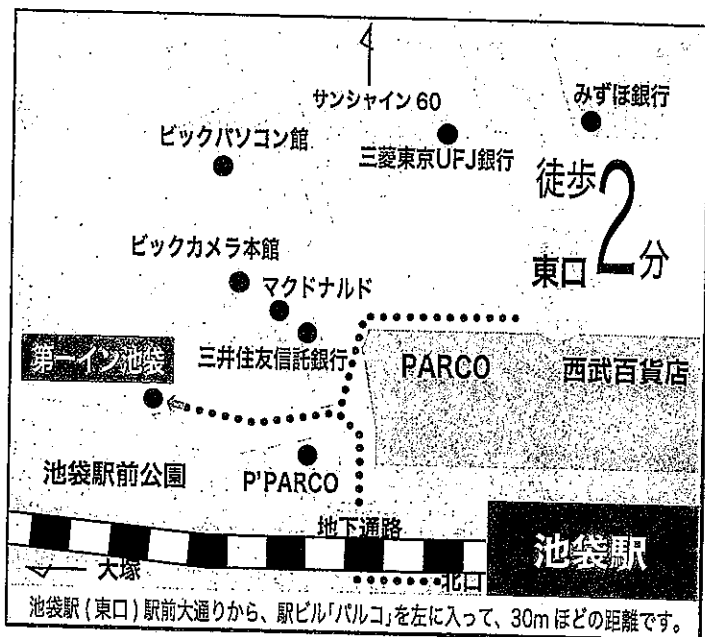 サンシャイン60
みずほ銀行
ビックパソコン館
三菱東京UFJ銀行
徒歩2分
東口
ビックカメラ本館
マクドナルド
三井住友信託銀行
第一イン池袋
PARCO
西武百貨店
池袋駅前公園
P'PARCO
地下通路
池袋駅
大塚
北口
池袋駅(東口)駅前大通りから、駅ビル「パルコ」を左に入って、30mほどの距離です。